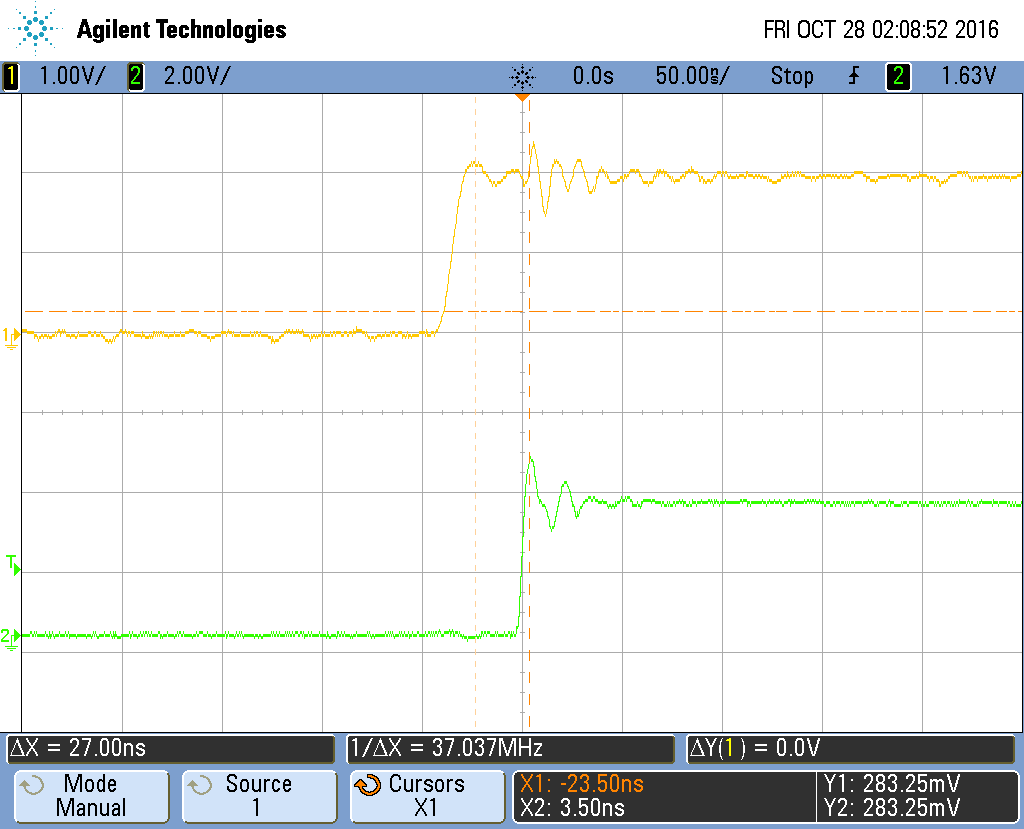 Agilent Technologies FRI OCT 28 02:08:52 2016
1 1.00V/ 2 2.00V/ 0.0s 50.00ns/ Stop 2 1.63V
1
T
2
ΔX = 27.00ns 1/ΔX = 37.037MHz ΔY(1) = 0.0V
Mode Source Cursors X1: -23.50ns Y1: 283.25mV
Manual 1 X1 X2: 3.50ns Y2: 283.25mV